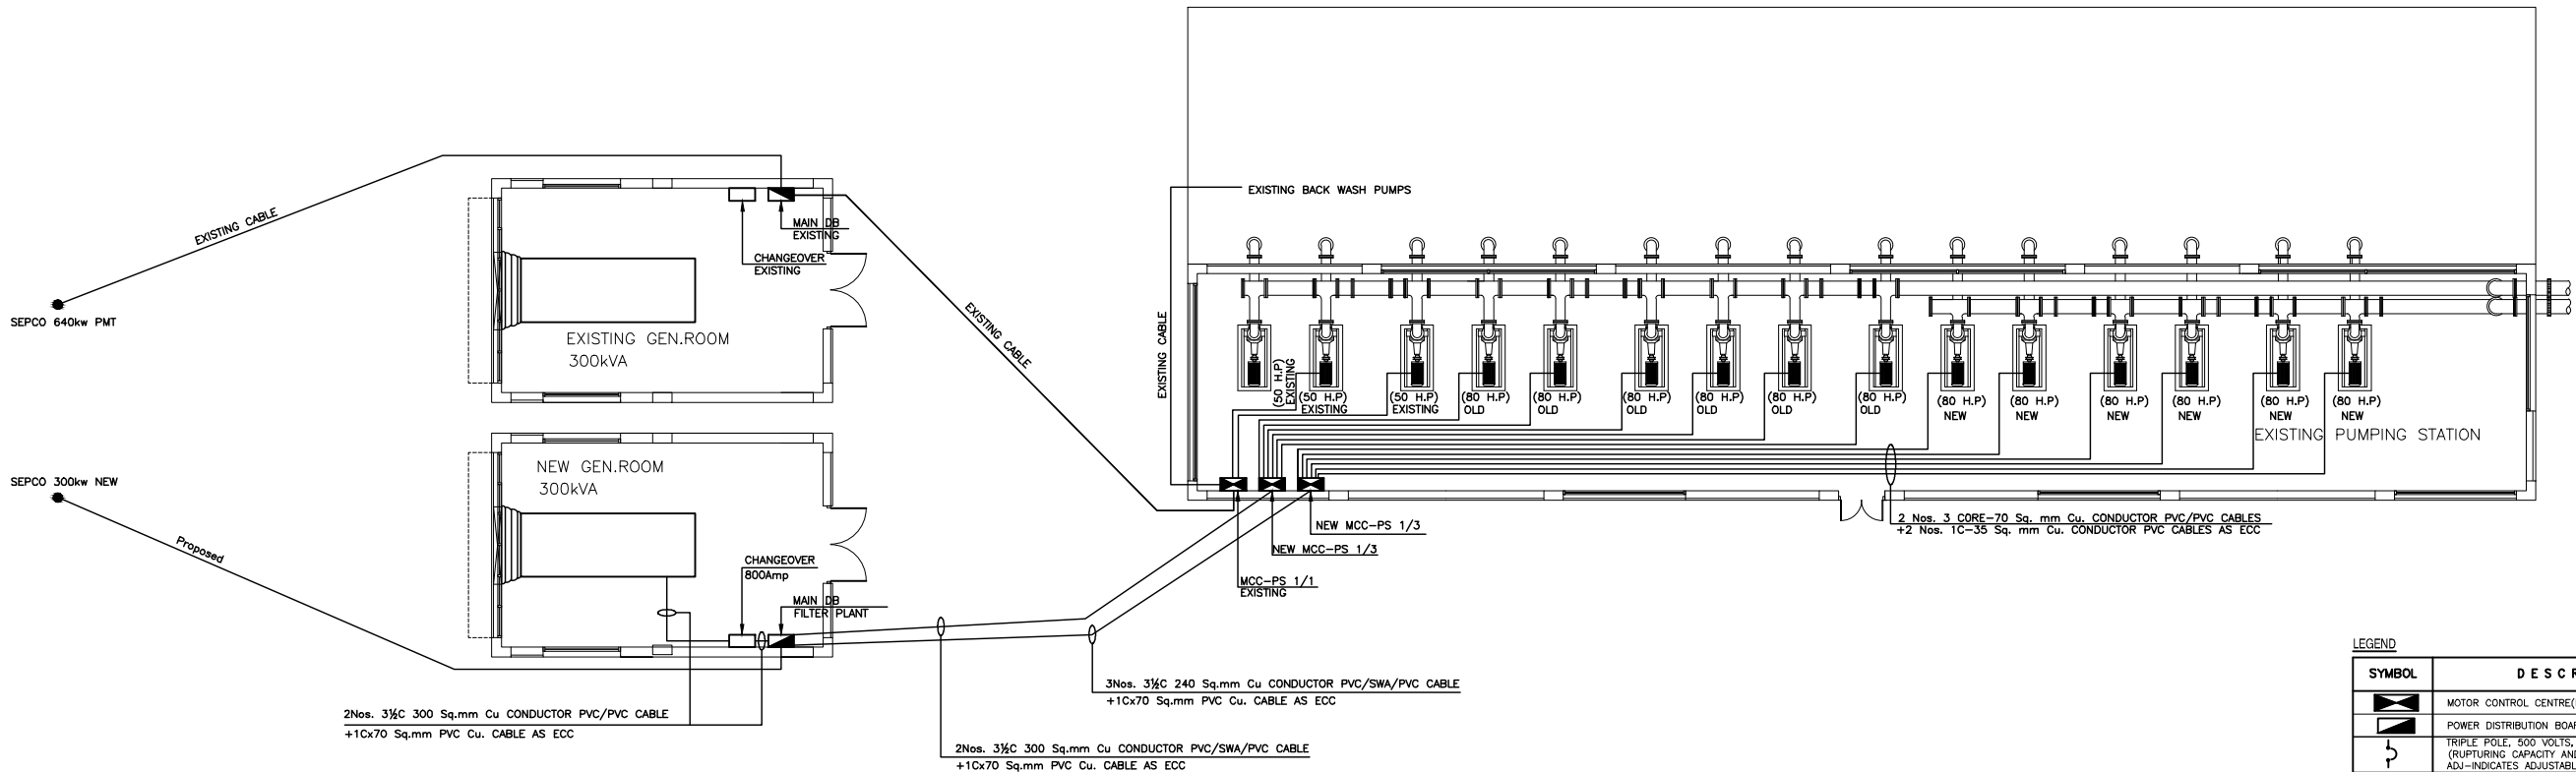 EXISTING BACK WASH PUMPS
EXISTING CABLE
MAIN DB
EXISTING
CHANGEOVER
EXISTING
SEPCO 640kw PMT
EXISTING GEN.ROOM
300kVA
EXISTING CABLE
EXISTING CABLE
(50 H.P)
EXISTING
(50 H.P)
EXISTING
(50 H.P)
EXISTING
(80 H.P)
OLD
(80 H.P)
OLD
(80 H.P)
OLD
(80 H.P)
OLD
(80 H.P)
OLD
(80 H.P)
OLD
(80 H.P)
NEW
(80 H.P)
NEW
(80 H.P)
NEW
(80 H.P)
NEW
(80 H.P)
NEW
(80 H.P)
NEW
EXISTING PUMPING STATION
NEW GEN.ROOM
300kVA
SEPCO 300kw NEW
Proposed
CHANGEOVER
800Amp
MAIN DB
FILTER PLANT
NEW MCC-PS 1/3
NEW MCC-PS 1/3
MCC-PS 1/1
EXISTING
2 Nos. 3 CORE-70 Sq. mm Cu. CONDUCTOR PVC/PVC CABLES
+2 Nos. 1C-35 Sq. mm Cu. CONDUCTOR PVC CABLES AS ECC
3Nos. 3½C 240 Sq.mm Cu CONDUCTOR PVC/SWA/PVC CABLE
+1Cx70 Sq.mm PVC Cu. CABLE AS ECC
2Nos. 3½C 300 Sq.mm Cu CONDUCTOR PVC/PVC CABLE
+1Cx70 Sq.mm PVC Cu. CABLE AS ECC
2Nos. 3½C 300 Sq.mm Cu CONDUCTOR PVC/SWA/PVC CABLE
+1Cx70 Sq.mm PVC Cu. CABLE AS ECC
LEGEND
SYMBOL D E S C R
MOTOR CONTROL CENTRE(
POWER DISTRIBUTION BOAR
TRIPLE POLE, 500 VOLTS,
(RUPTURING CAPACITY AND
ADJ-INDICATES ADJUSTABL